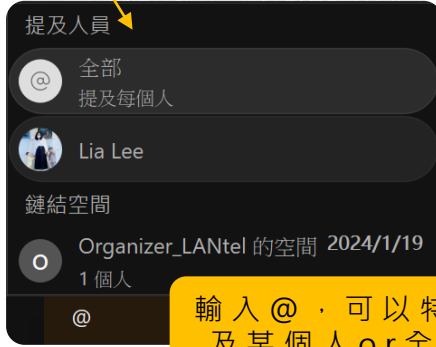 提及人員
@
全部
提及每個人
Lia Lee
鏈結空間
O
Organizer_LANtel 的空間 2024/1/19
1 個人
@
輸入@，可以特
及某個人or全